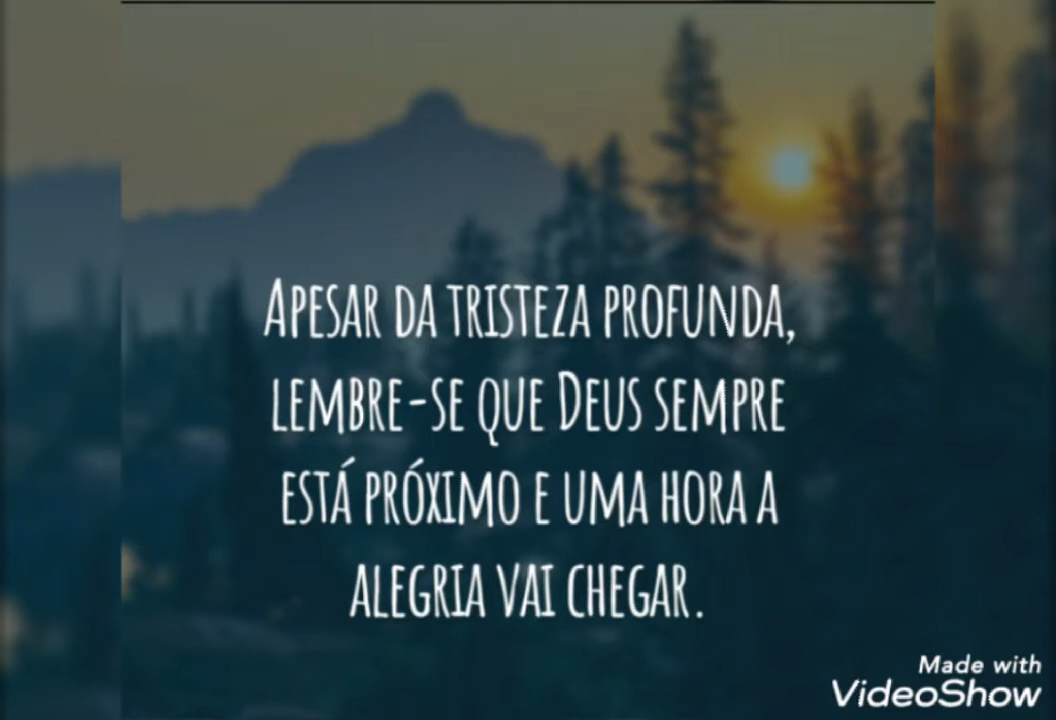 Apesar da tristeza profunda,
lembre-se que Deus sempre
está próximo e uma hora a
alegria vai chegar.
Made with
VideoShow